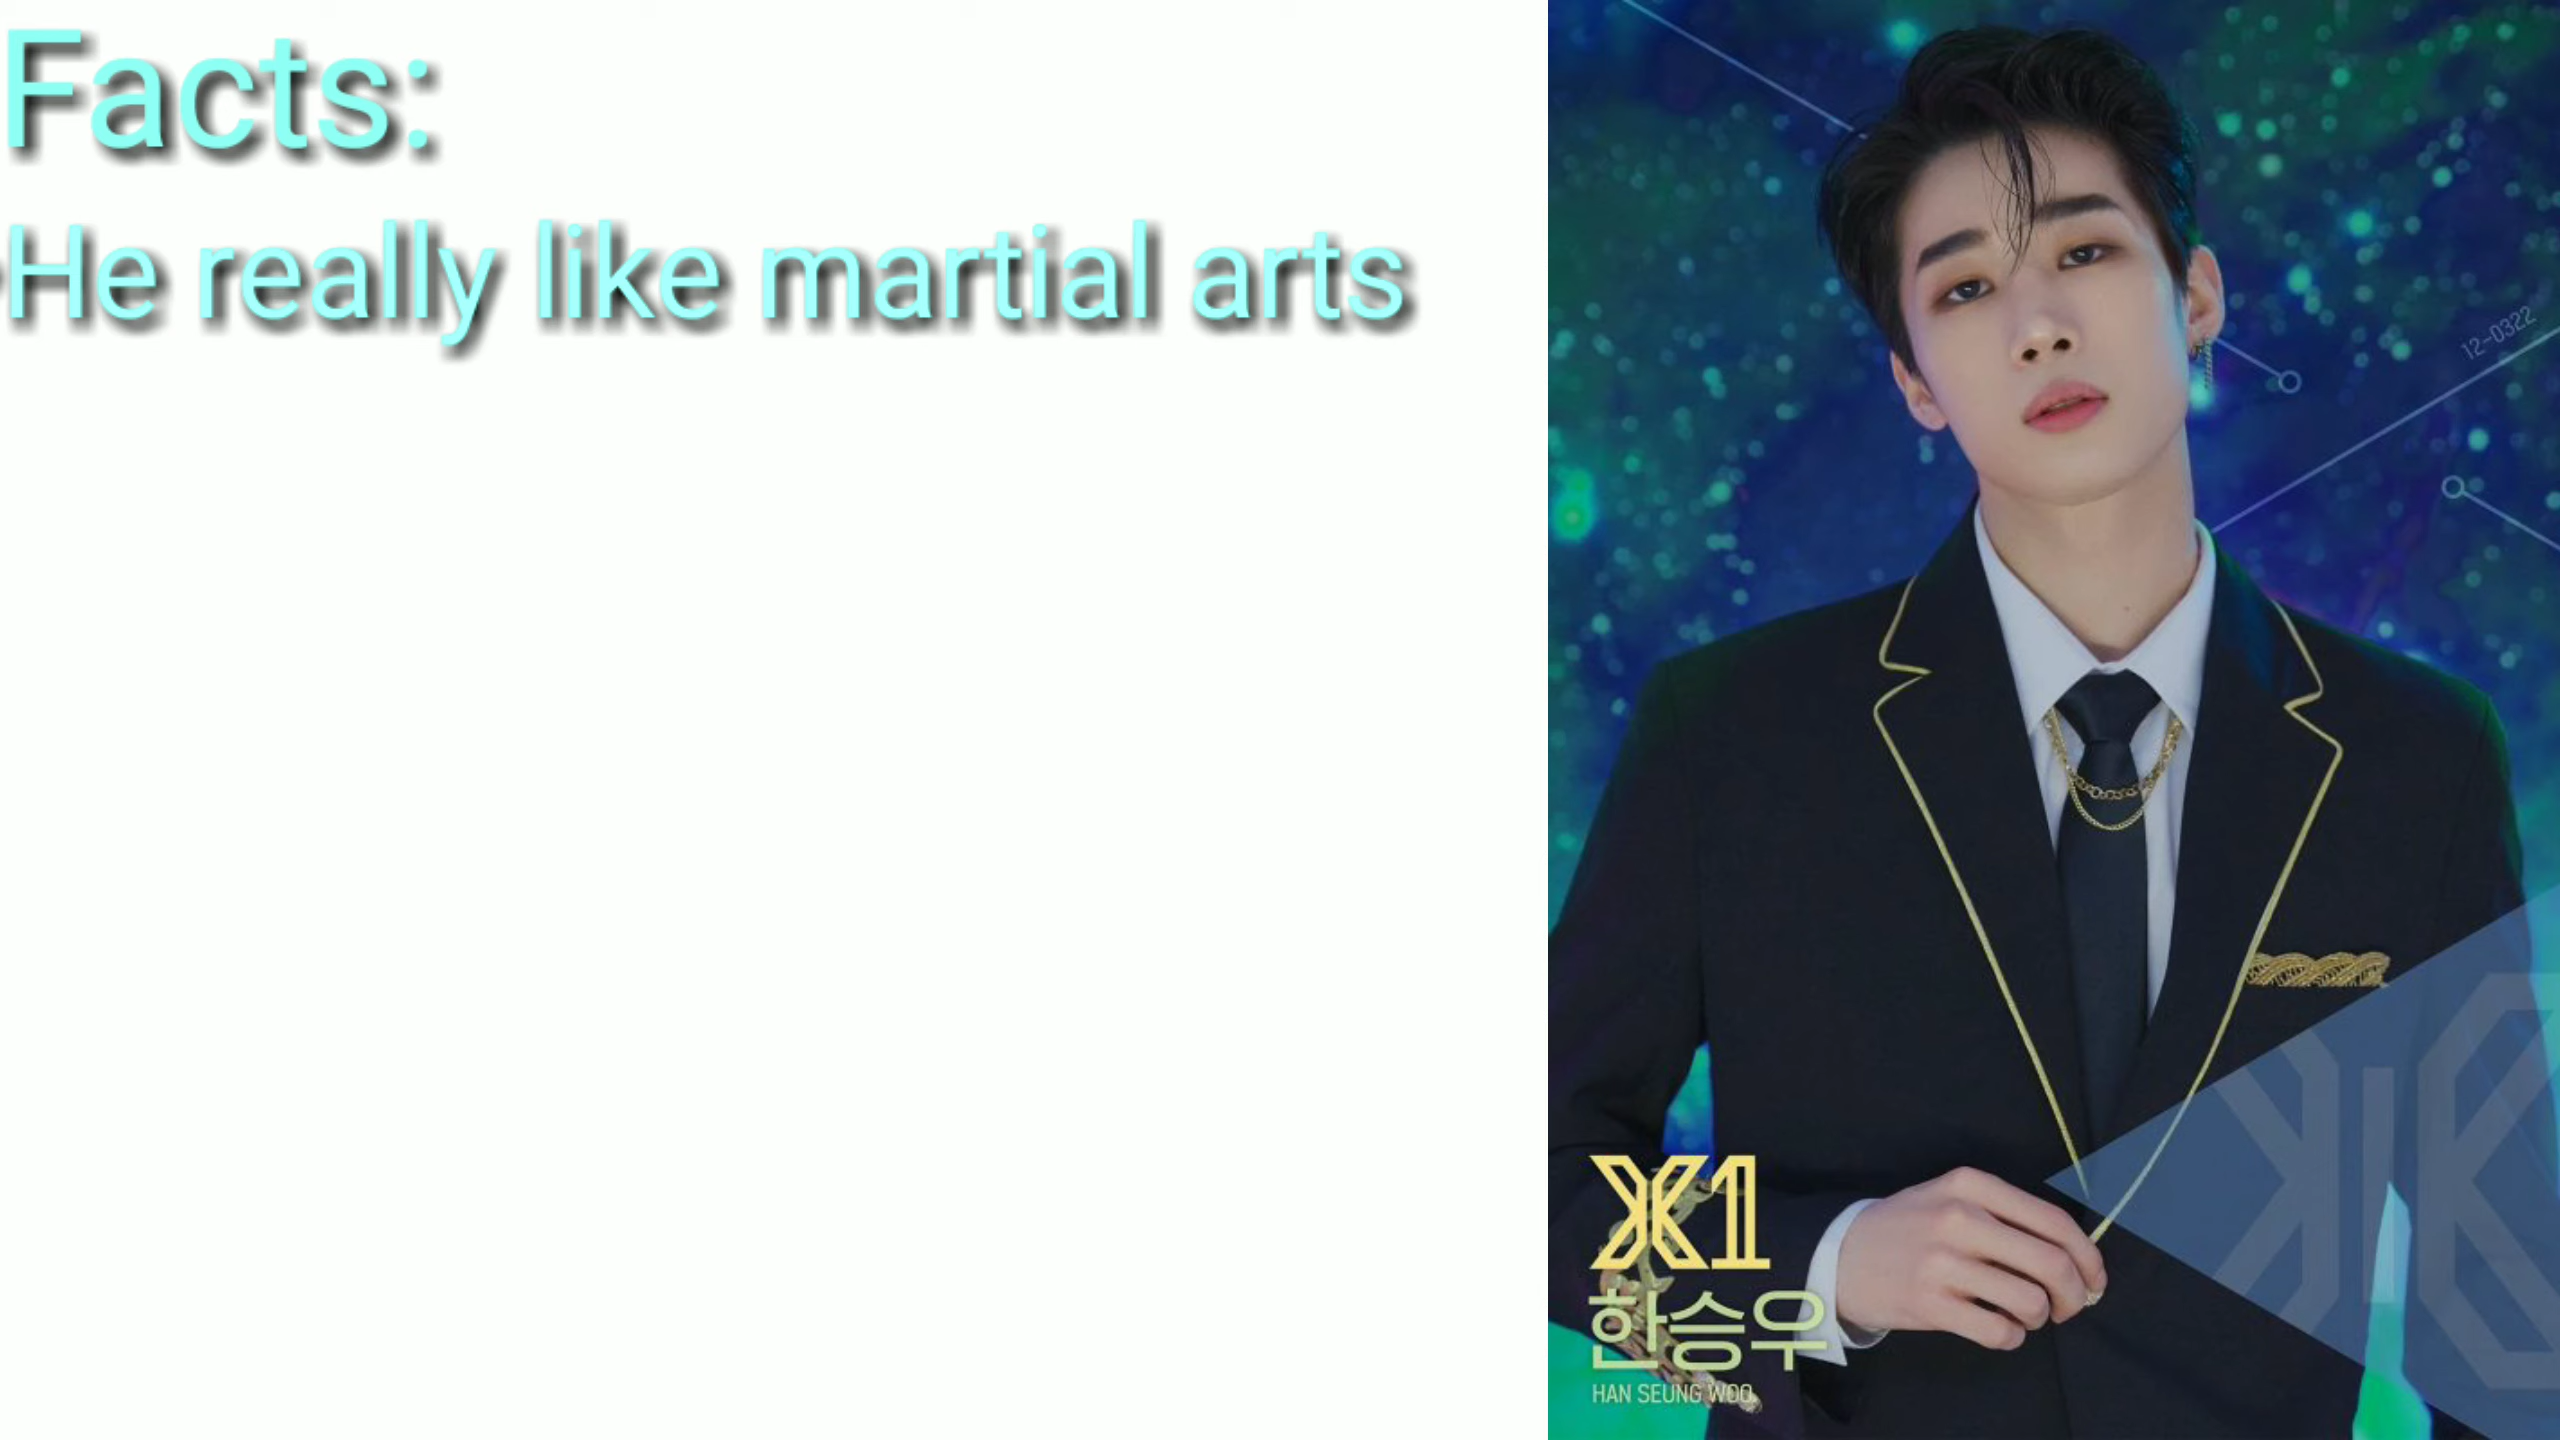 Facts:
•He really like martial arts
12-0322
X1
한승우
HAN SEUNG WOO